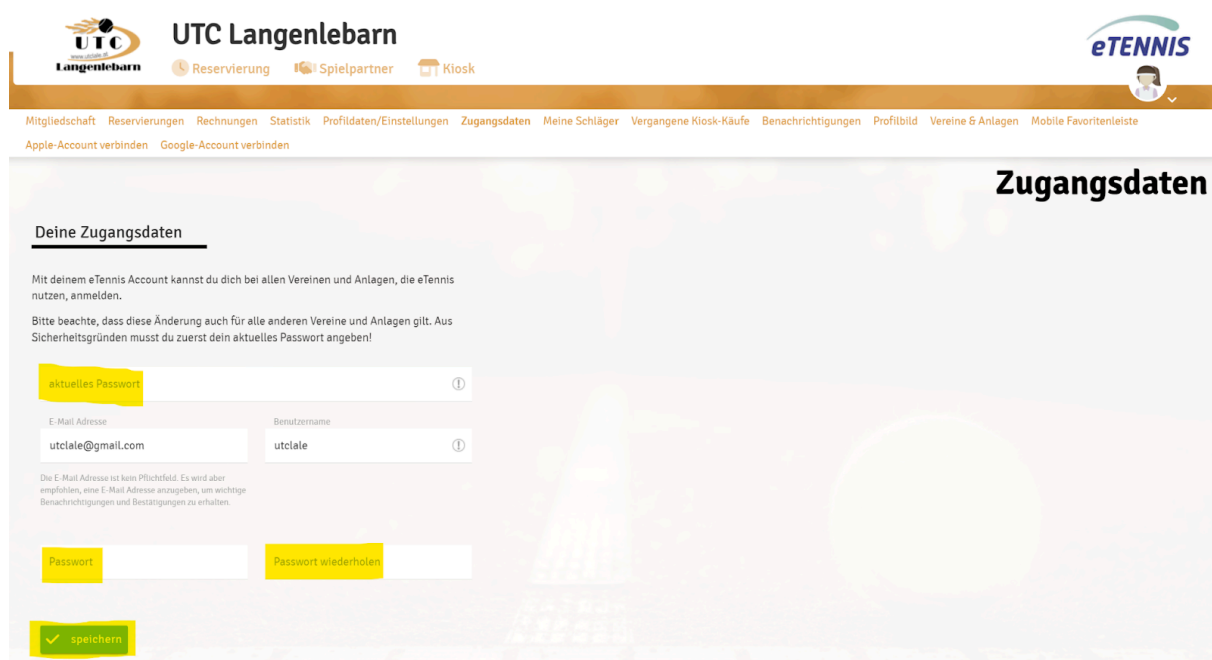 UTC
www.utclale.at
Langenlebarn
UTC Langenlebarn
Reservierung Spielpartner Kiosk
eTENNIS
Mitgliedschaft Reservierungen Rechnungen Statistik Profildaten/Einstellungen Zugangsdaten Meine Schläger Vergangene Kiosk-Käufe Benachrichtigungen Profilbild Vereine & Anlagen Mobile Favoritenleiste
Apple-Account verbinden Google-Account verbinden
Zugangsdaten
Deine Zugangsdaten
Mit deinem eTennis Account kannst du dich bei allen Vereinen und Anlagen, die eTennis
nutzen, anmelden.
Bitte beachte, dass diese Änderung auch für alle anderen Vereine und Anlagen gilt. Aus
Sicherheitsgründen musst du zuerst dein aktuelles Passwort angeben!
aktuelles Passwort
E-Mail Adresse Benutzername
utclale@gmail.com utclale
Die E-Mail Adresse ist kein Pflichtfeld. Es wird aber
empfohlen, eine E-Mail Adresse anzugeben, um wichtige
Benachrichtigungen und Bestätigungen zu erhalten.
Passwort Passwort wiederholen
speichern